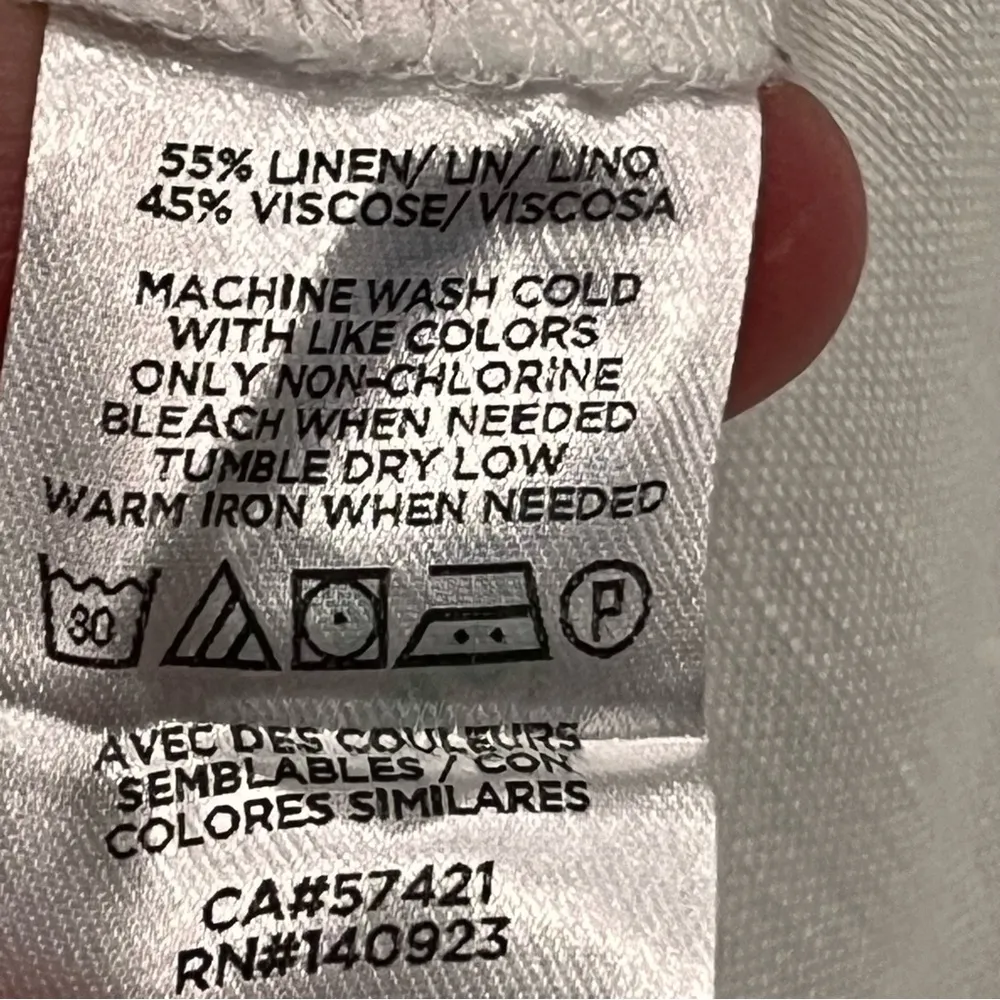 55% LINEN/ LIN/ LINO
45% VISCOSE/ VISCOSA
MACHINE WASH COLD
WITH LIKE COLORS
ONLY NON-CHLORINE
BLEACH WHEN NEEDED
TUMBLE DRY LOW
WARM IRON WHEN NEEDED
30 P
AVEC DES COULEURS
SEMBLABLES / CON
COLORES SIMILARES
CA#57421
RN#140923